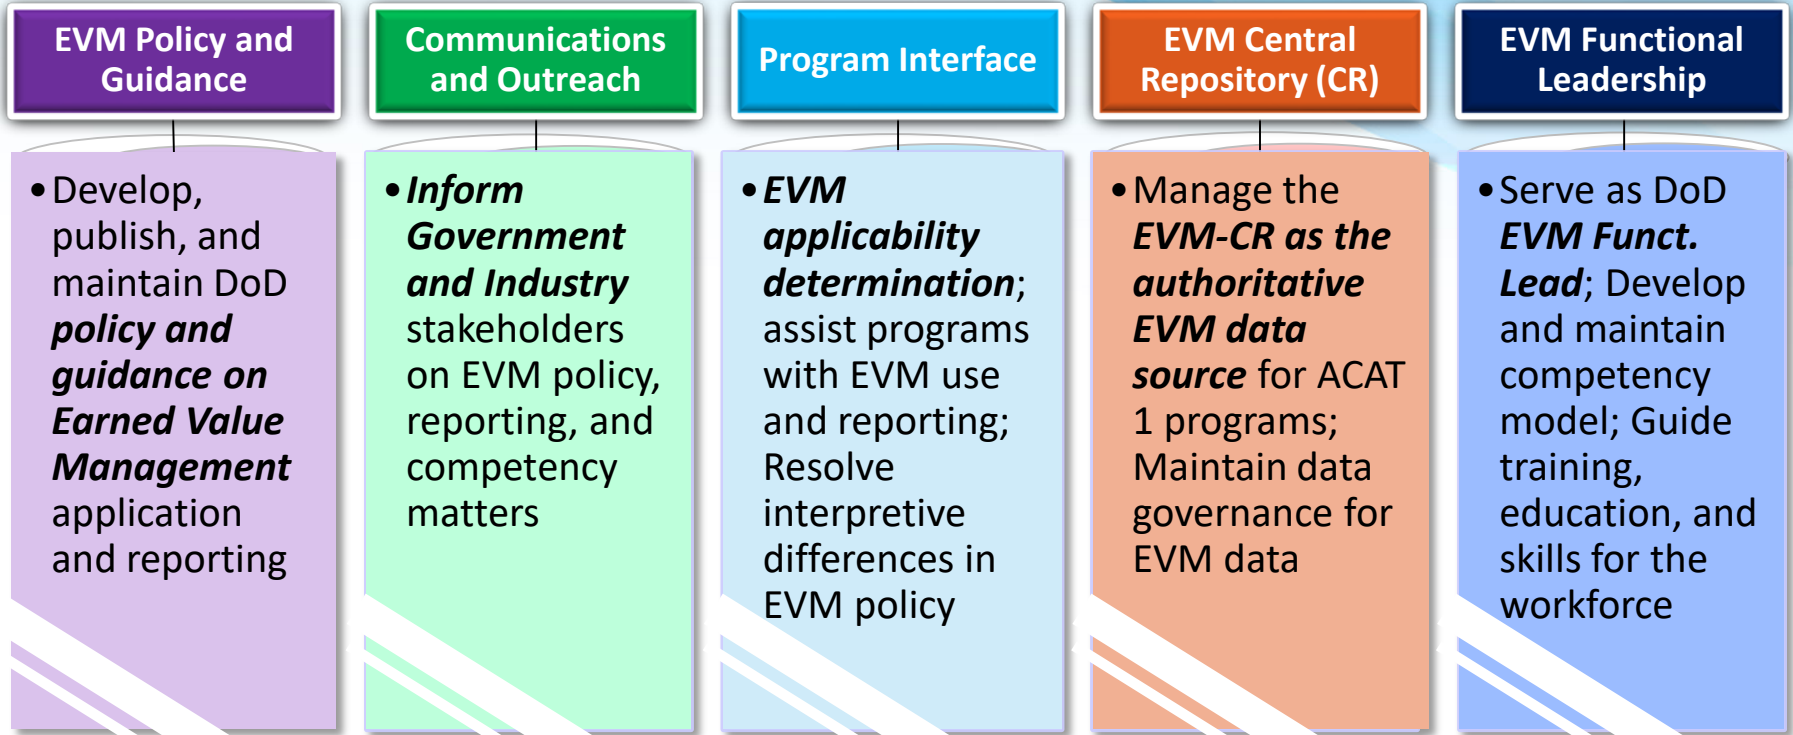 EVM Policy and
Guidance
•Develop,
publish, and
maintain DoD
policy and
guidance on
Earned Value
Management
application
and reporting
Communications
and Outreach
•Inform
Government
and Industry
stakeholders
on EVM policy,
reporting, and
competency
matters
Program Interface
•EVM
applicability
determination;
assist programs
with EVM use
and reporting;
Resolve
interpretive
differences in
EVM policy
EVM Central
Repository (CR)
•Manage the
EVM-CR as the
authoritative
EVM data
source for ACAT
1 programs;
Maintain data
governance for
EVM data
EVM Functional
Leadership
•Serve as DoD
EVM Funct.
Lead; Develop
and maintain
competency
model; Guide
training,
education, and
skills for the
workforce